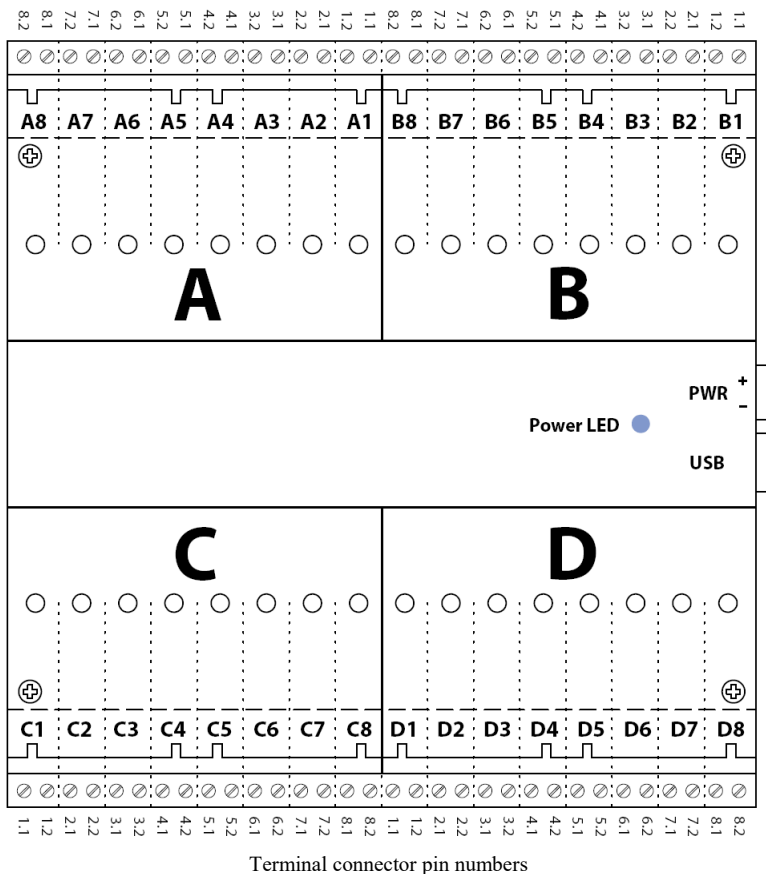 8.2 8.1 7.2 7.1 6.2 6.1 5.2 5.1 4.2 4.1 3.2 3.1 2.2 2.1 1.2 1.1 8.2 8.1 7.2 7.1 6.2 6.1 5.2 5.1 4.2 4.1 3.2 3.1 2.2 2.1 1.2 1.1
A8 A7 A6 A5 A4 A3 A2 A1 B8 B7 B6 B5 B4 B3 B2 B1
A B
PWR + −
Power LED
USB
C D
C1 C2 C3 C4 C5 C6 C7 C8 D1 D2 D3 D4 D5 D6 D7 D8
1.1 1.2 2.1 2.2 3.1 3.2 4.1 4.2 5.1 5.2 6.1 6.2 7.1 7.2 8.1 8.2 1.1 1.2 2.1 2.2 3.1 3.2 4.1 4.2 5.1 5.2 6.1 6.2 7.1 7.2 8.1 8.2
Terminal connector pin numbers